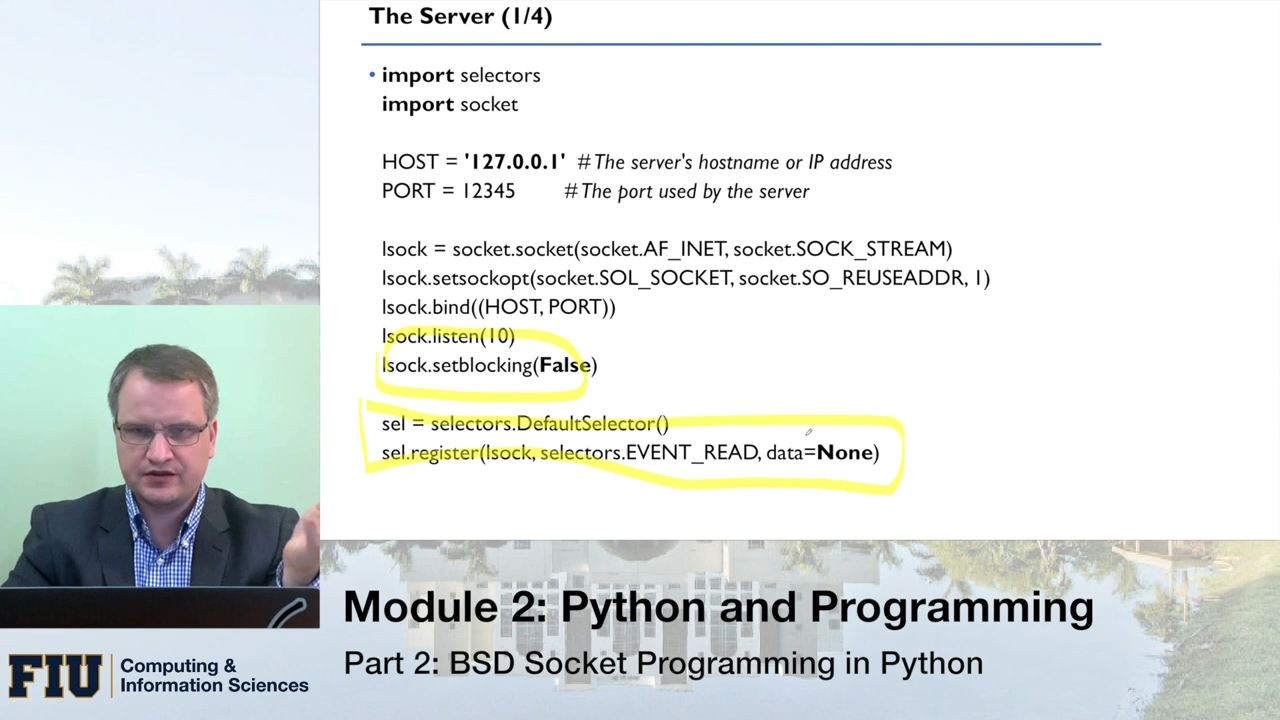 The Server (1/4)
• import selectors
import socket
HOST = '127.0.0.1' # The server's hostname or IP address
PORT = 12345 # The port used by the server
lsock = socket.socket(socket.AF_INET, socket.SOCK_STREAM)
lsock.setsockopt(socket.SOL_SOCKET, socket.SO_REUSEADDR, 1)
lsock.bind((HOST, PORT))
lsock.listen(10)
lsock.setblocking(False)
sel = selectors.DefaultSelector()
sel.register(lsock, selectors.EVENT_READ, data=None)
Module 2: Python and Programming
Part 2: BSD Socket Programming in Python
FIU
Computing &
Information Sciences